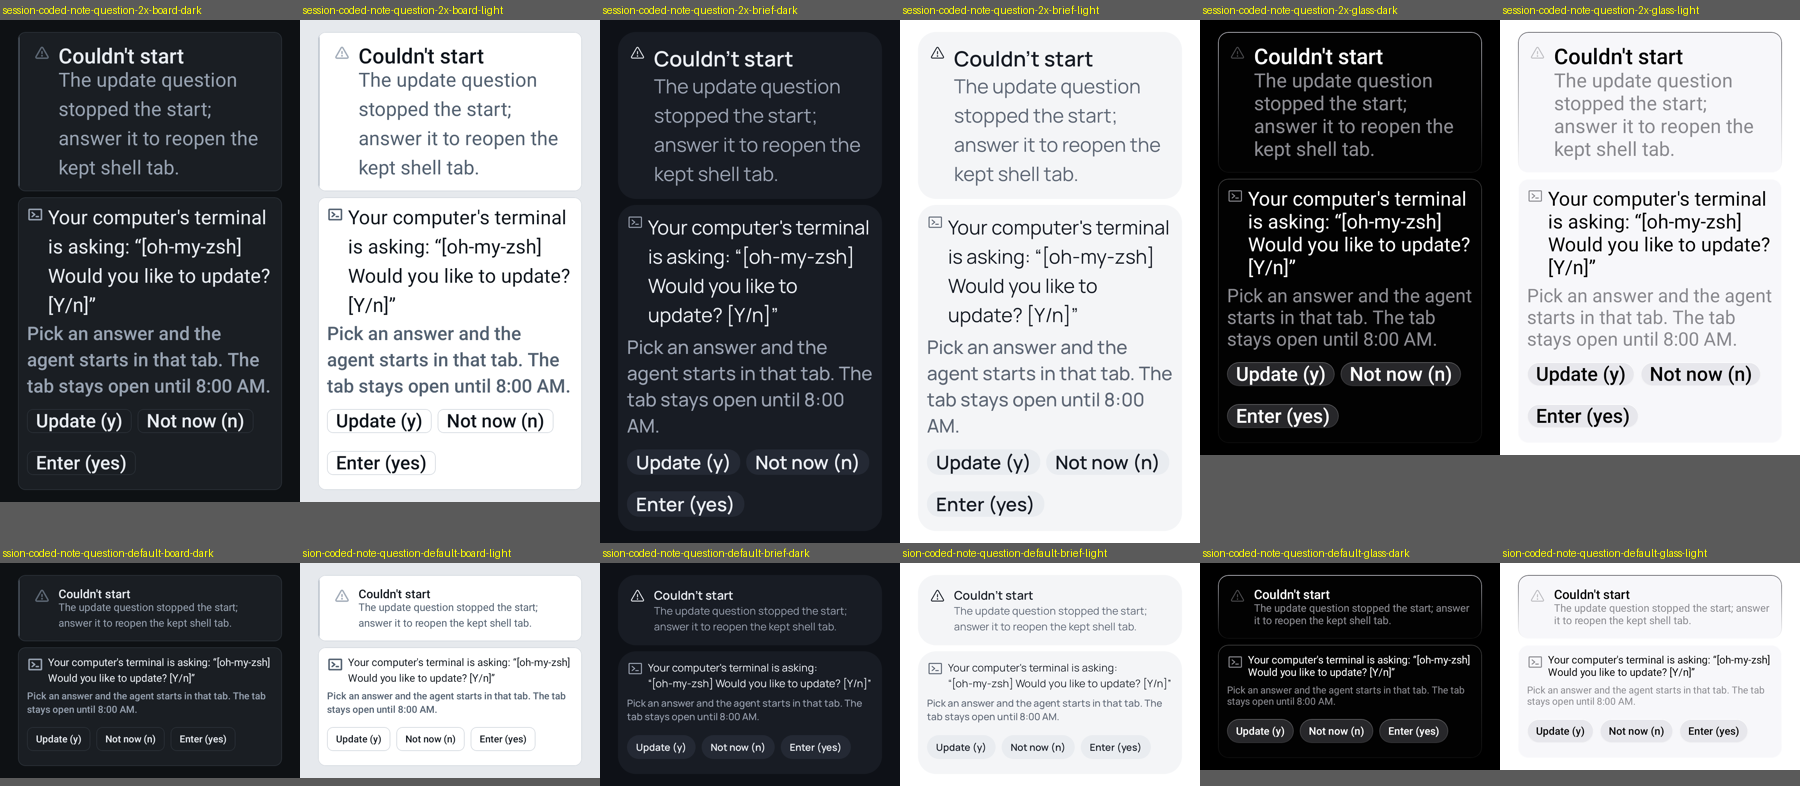 session-coded-note-question-2x-board-dark
Couldn't start
The update question
stopped the start;
answer it to reopen the
kept shell tab.
Your computer's terminal
is asking: “[oh-my-zsh]
Would you like to update?
[Y/n]”
Pick an answer and the
agent starts in that tab. The
tab stays open until 8:00 AM.
Update (y)
Not now (n)
Enter (yes)
session-coded-note-question-2x-board-light
Couldn't start
The update question
stopped the start;
answer it to reopen the
kept shell tab.
Your computer's terminal
is asking: “[oh-my-zsh]
Would you like to update?
[Y/n]”
Pick an answer and the
agent starts in that tab. The
tab stays open until 8:00 AM.
Update (y)
Not now (n)
Enter (yes)
session-coded-note-question-2x-brief-dark
Couldn't start
The update question
stopped the start;
answer it to reopen the
kept shell tab.
Your computer's terminal
is asking: “[oh-my-zsh]
Would you like to
update? [Y/n]”
Pick an answer and the
agent starts in that tab. The
tab stays open until 8:00
AM.
Update (y)
Not now (n)
Enter (yes)
session-coded-note-question-2x-brief-light
Couldn't start
The update question
stopped the start;
answer it to reopen the
kept shell tab.
Your computer's terminal
is asking: “[oh-my-zsh]
Would you like to
update? [Y/n]”
Pick an answer and the
agent starts in that tab. The
tab stays open until 8:00
AM.
Update (y)
Not now (n)
Enter (yes)
session-coded-note-question-2x-glass-dark
Couldn't start
The update question
stopped the start;
answer it to reopen the
kept shell tab.
Your computer's terminal
is asking: “[oh-my-zsh]
Would you like to update?
[Y/n]”
Pick an answer and the agent
starts in that tab. The tab
stays open until 8:00 AM.
Update (y)
Not now (n)
Enter (yes)
session-coded-note-question-2x-glass-light
Couldn't start
The update question
stopped the start;
answer it to reopen the
kept shell tab.
Your computer's terminal
is asking: “[oh-my-zsh]
Would you like to update?
[Y/n]”
Pick an answer and the agent
starts in that tab. The tab
stays open until 8:00 AM.
Update (y)
Not now (n)
Enter (yes)
ssion-coded-note-question-default-board-dark
Couldn't start
The update question stopped the start;
answer it to reopen the kept shell tab.
Your computer's terminal is asking: “[oh-my-zsh]
Would you like to update? [Y/n]”
Pick an answer and the agent starts in that tab. The tab
stays open until 8:00 AM.
Update (y)
Not now (n)
Enter (yes)
sion-coded-note-question-default-board-light
Couldn't start
The update question stopped the start;
answer it to reopen the kept shell tab.
Your computer's terminal is asking: “[oh-my-zsh]
Would you like to update? [Y/n]”
Pick an answer and the agent starts in that tab. The tab
stays open until 8:00 AM.
Update (y)
Not now (n)
Enter (yes)
ssion-coded-note-question-default-brief-dark
Couldn't start
The update question stopped the start;
answer it to reopen the kept shell tab.
Your computer's terminal is asking:
“[oh-my-zsh] Would you like to update? [Y/n]”
Pick an answer and the agent starts in that tab. The
tab stays open until 8:00 AM.
Update (y)
Not now (n)
Enter (yes)
sion-coded-note-question-default-brief-light
Couldn't start
The update question stopped the start;
answer it to reopen the kept shell tab.
Your computer's terminal is asking:
“[oh-my-zsh] Would you like to update? [Y/n]”
Pick an answer and the agent starts in that tab. The
tab stays open until 8:00 AM.
Update (y)
Not now (n)
Enter (yes)
ssion-coded-note-question-default-glass-dark
Couldn't start
The update question stopped the start; answer
it to reopen the kept shell tab.
Your computer's terminal is asking: “[oh-my-zsh]
Would you like to update? [Y/n]”
Pick an answer and the agent starts in that tab. The tab
stays open until 8:00 AM.
Update (y)
Not now (n)
Enter (yes)
sion-coded-note-question-default-glass-light
Couldn't start
The update question stopped the start; answer
it to reopen the kept shell tab.
Your computer's terminal is asking: “[oh-my-zsh]
Would you like to update? [Y/n]”
Pick an answer and the agent starts in that tab. The tab
stays open until 8:00 AM.
Update (y)
Not now (n)
Enter (yes)